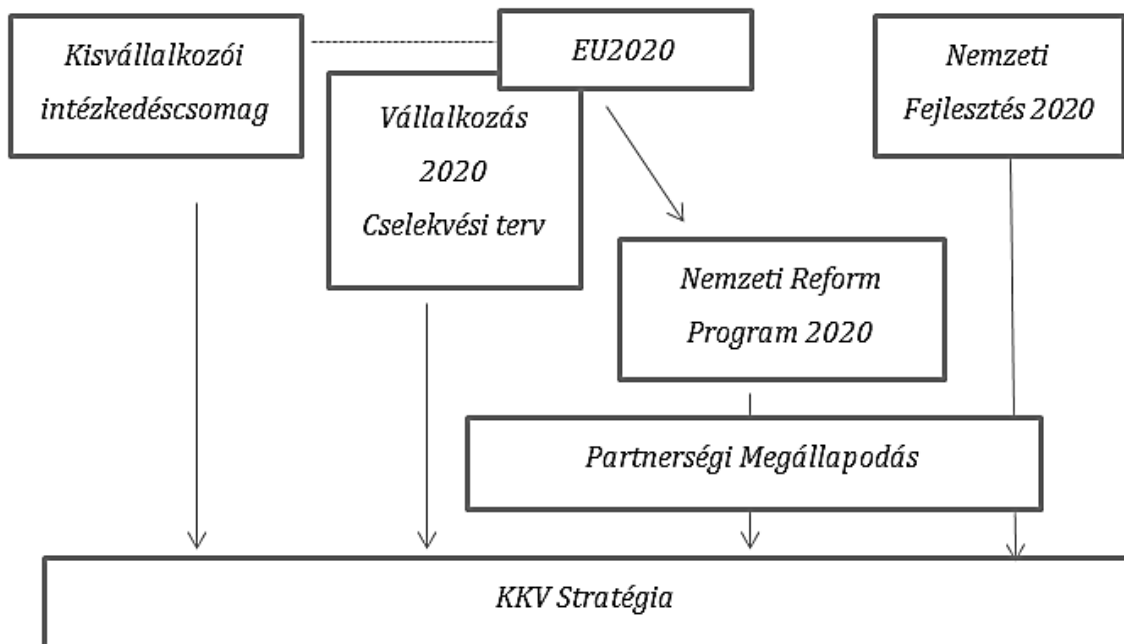 Kisvállalkozói
intézkedéscsomag
EU2020
Nemzeti
Fejlesztés 2020
Vállalkozás
2020
Cselekvési terv
Nemzeti Reform
Program 2020
Partnerségi Megállapodás
KKV Stratégia